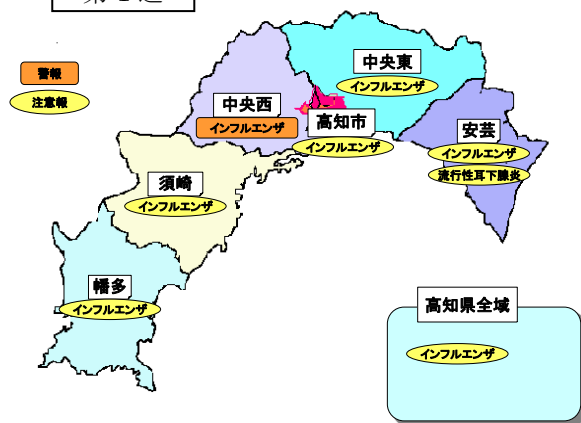 警報
注意報
中央東
インフルエンザ
中央西
インフルエンザ
高知市
インフルエンザ
安芸
インフルエンザ
流行性耳下腺炎
須崎
インフルエンザ
幡多
インフルエンザ
高知県全域
インフルエンザ